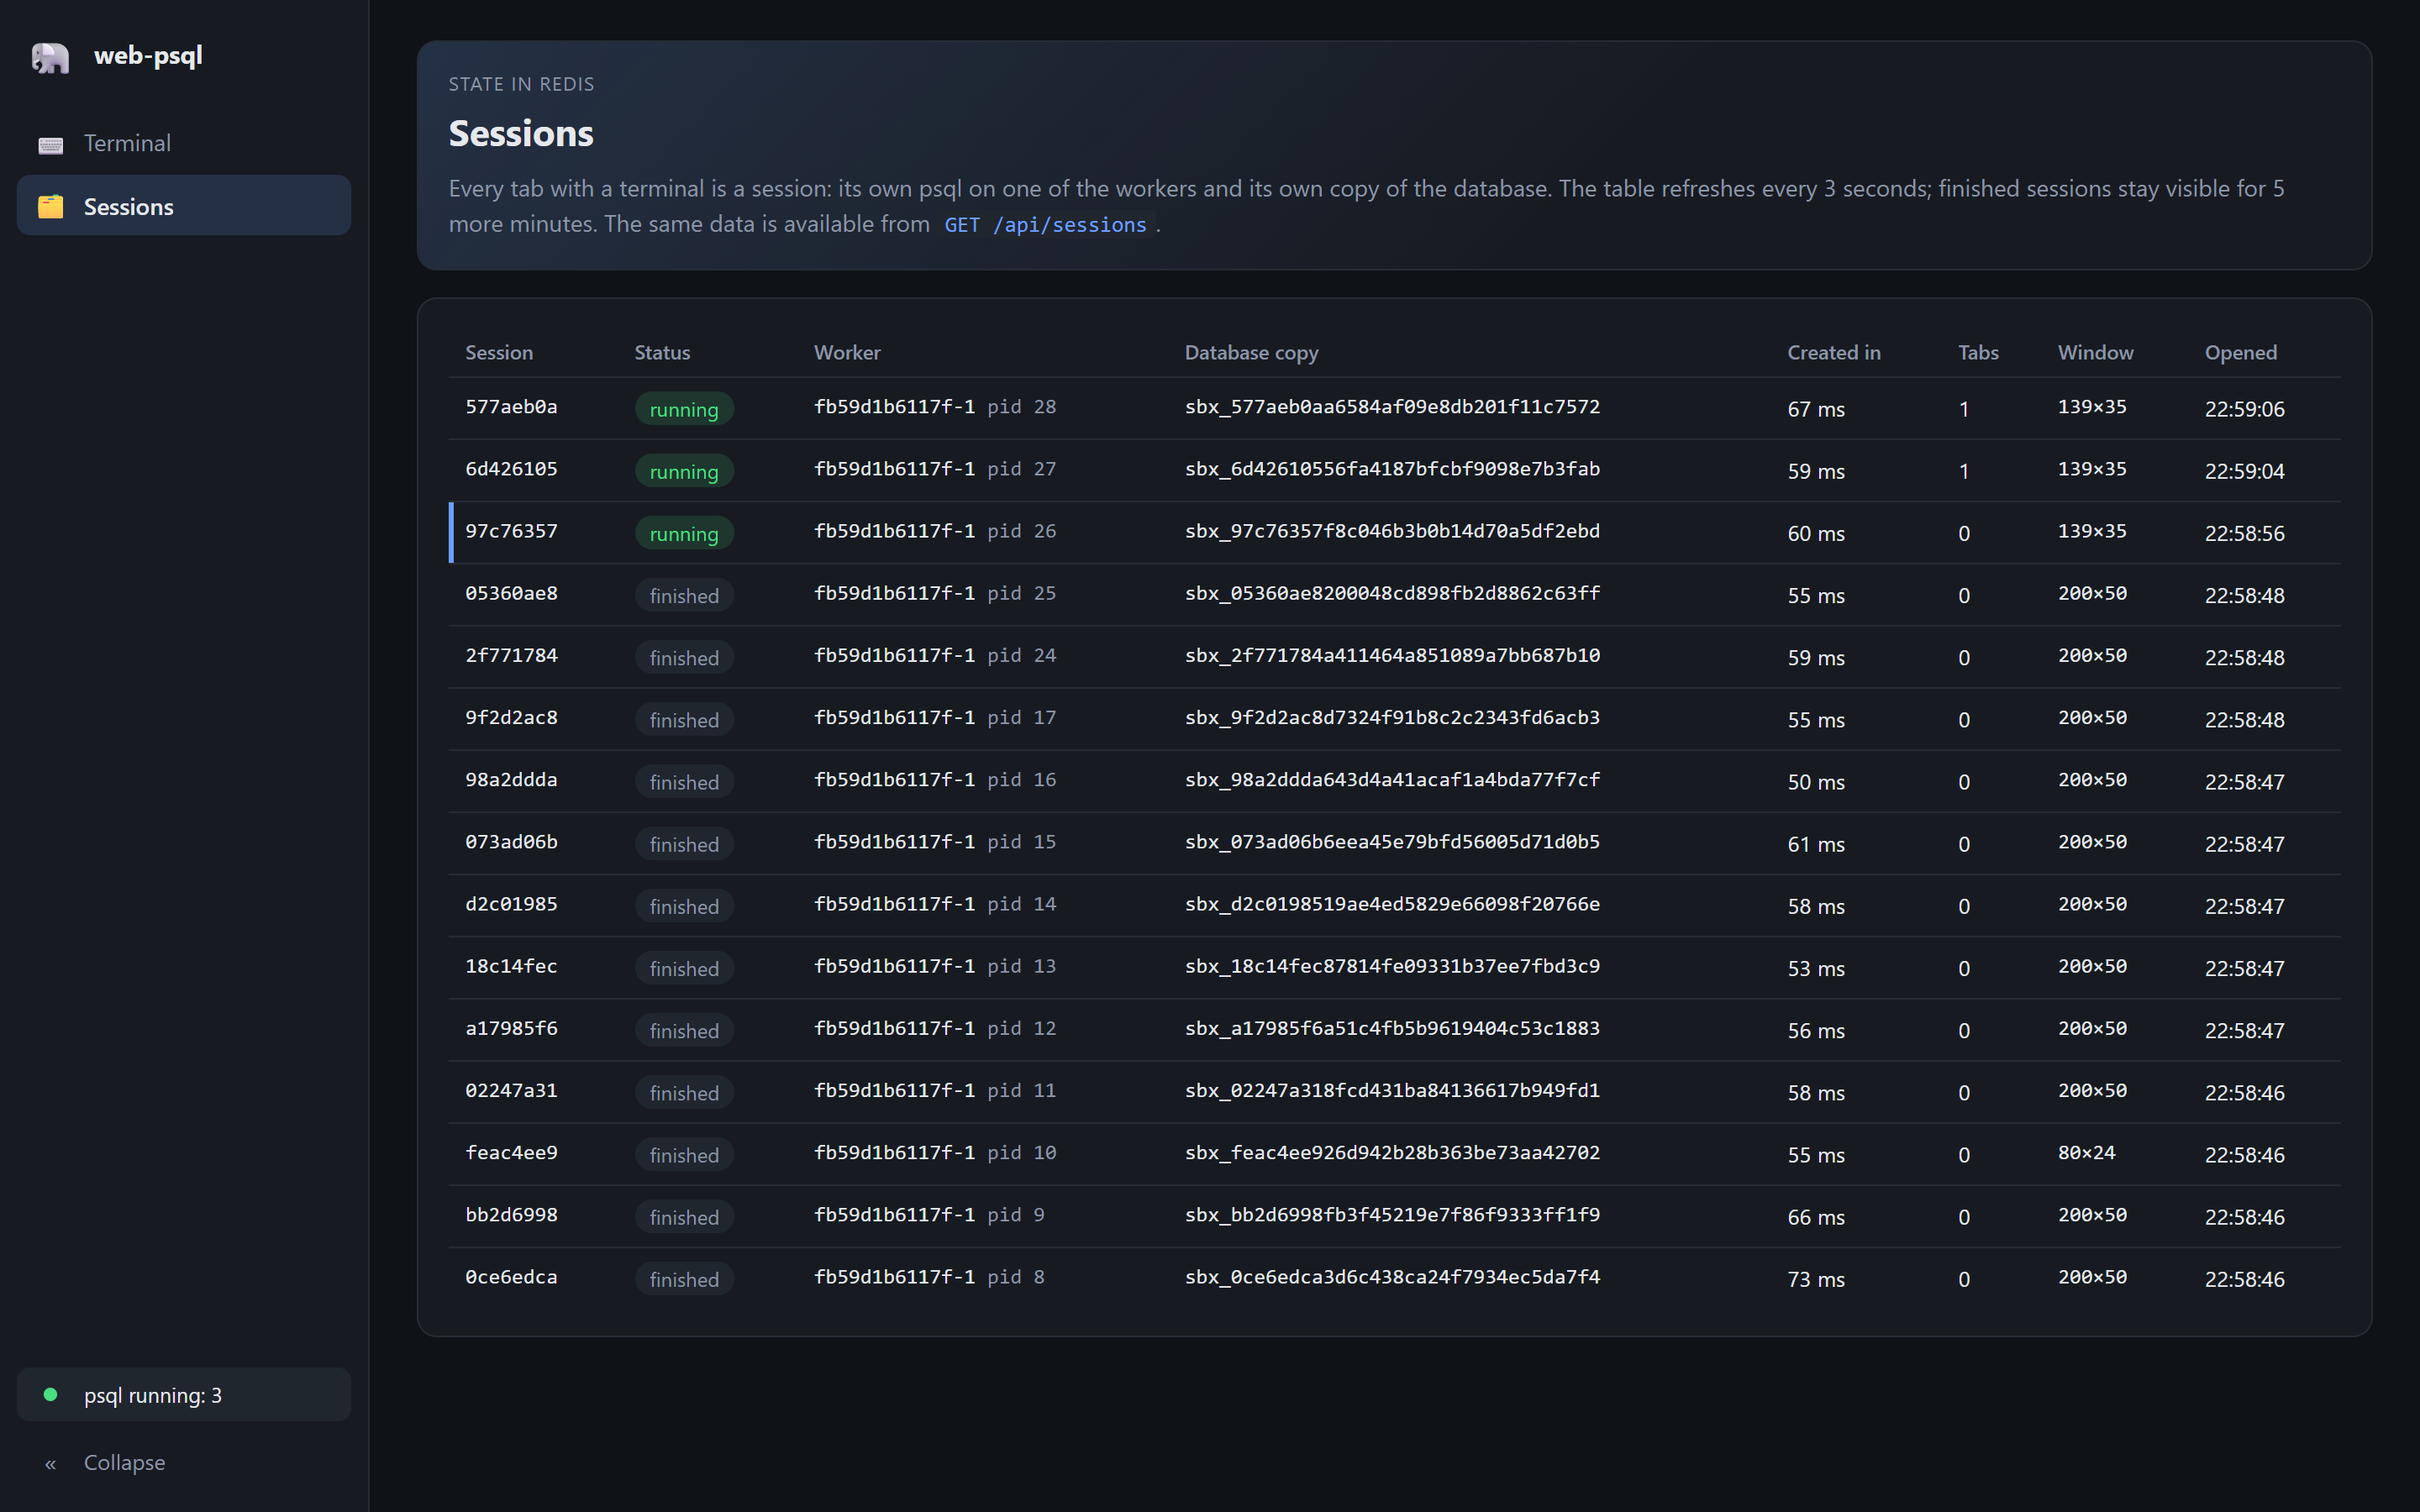 web-psql
Terminal
Sessions
STATE IN REDIS
Sessions
Every tab with a terminal is a session: its own psql on one of the workers and its own copy of the database. The table refreshes every 3 seconds; finished sessions stay visible for 5
more minutes. The same data is available from GET /api/sessions .
Session Status Worker Database copy Created in Tabs Window Opened
577aeb0a running fb59d1b6117f-1 pid 28 sbx_577aeb0aa6584af09e8db201f11c7572 67 ms 1 139×35 22:59:06
6d426105 running fb59d1b6117f-1 pid 27 sbx_6d42610556fa4187bfcbf9098e7b3fab 59 ms 1 139×35 22:59:04
97c76357 running fb59d1b6117f-1 pid 26 sbx_97c76357f8c046b3b0b14d70a5df2ebd 60 ms 0 139×35 22:58:56
05360ae8 finished fb59d1b6117f-1 pid 25 sbx_05360ae8200048cd898fb2d8862c63ff 55 ms 0 200×50 22:58:48
2f771784 finished fb59d1b6117f-1 pid 24 sbx_2f771784a411464a851089a7bb687b10 59 ms 0 200×50 22:58:48
9f2d2ac8 finished fb59d1b6117f-1 pid 17 sbx_9f2d2ac8d7324f91b8c2c2343fd6acb3 55 ms 0 200×50 22:58:48
98a2ddda finished fb59d1b6117f-1 pid 16 sbx_98a2ddda643d4a41acaf1a4bda77f7cf 50 ms 0 200×50 22:58:47
073ad06b finished fb59d1b6117f-1 pid 15 sbx_073ad06b6eea45e79bfd56005d71d0b5 61 ms 0 200×50 22:58:47
d2c01985 finished fb59d1b6117f-1 pid 14 sbx_d2c0198519ae4ed5829e66098f20766e 58 ms 0 200×50 22:58:47
18c14fec finished fb59d1b6117f-1 pid 13 sbx_18c14fec87814fe09331b37ee7fbd3c9 53 ms 0 200×50 22:58:47
a17985f6 finished fb59d1b6117f-1 pid 12 sbx_a17985f6a51c4fb5b9619404c53c1883 56 ms 0 200×50 22:58:47
02247a31 finished fb59d1b6117f-1 pid 11 sbx_02247a318fcd431ba84136617b949fd1 58 ms 0 200×50 22:58:46
feac4ee9 finished fb59d1b6117f-1 pid 10 sbx_feac4ee926d942b28b363be73aa42702 55 ms 0 80×24 22:58:46
bb2d6998 finished fb59d1b6117f-1 pid 9 sbx_bb2d6998fb3f45219e7f86f9333ff1f9 66 ms 0 200×50 22:58:46
0ce6edca finished fb59d1b6117f-1 pid 8 sbx_0ce6edca3d6c438ca24f7934ec5da7f4 73 ms 0 200×50 22:58:46
psql running: 3
« Collapse